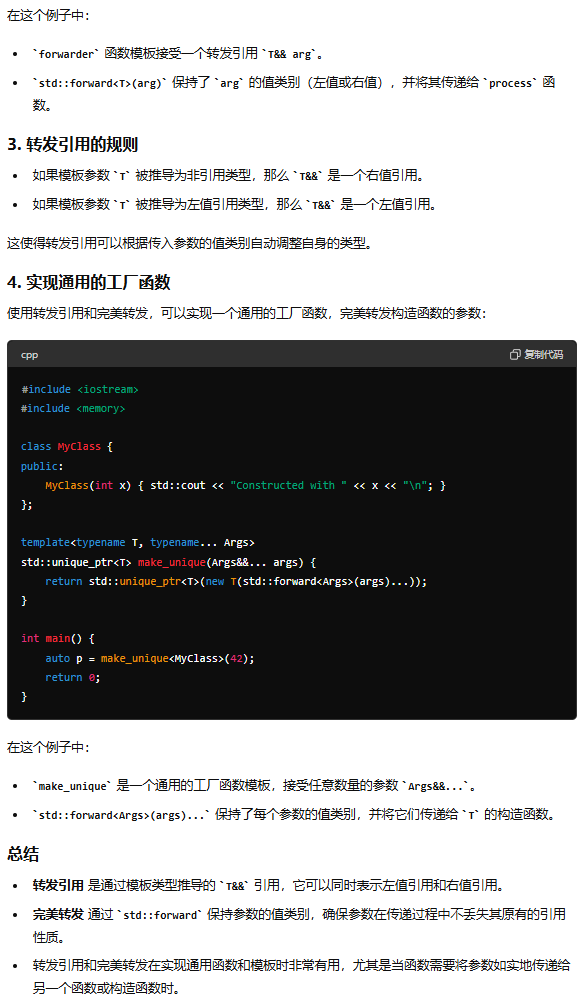 在这个例子中：
• `forwarder` 函数模板接受一个转发引用 `T&& arg`。
• `std::forward<T>(arg)` 保持了 `arg` 的值类别（左值或右值），并将其传递给 `process` 函
数。
3. 转发引用的规则
• 如果模板参数 `T` 被推导为非引用类型，那么 `T&&` 是一个右值引用。
• 如果模板参数 `T` 被推导为左值引用类型，那么 `T&&` 是一个左值引用。
这使得转发引用可以根据传入参数的值类别自动调整自身的类型。
4. 实现通用的工厂函数
使用转发引用和完美转发，可以实现一个通用的工厂函数，完美转发构造函数的参数：
cpp 复制代码
#include <iostream>
#include <memory>
class MyClass {
public:
    MyClass(int x) { std::cout << "Constructed with " << x << "\n"; }
};
template<typename T, typename... Args>
std::unique_ptr<T> make_unique(Args&&... args) {
    return std::unique_ptr<T>(new T(std::forward<Args>(args)...));
}
int main() {
    auto p = make_unique<MyClass>(42);
    return 0;
}
在这个例子中：
• `make_unique` 是一个通用的工厂函数模板，接受任意数量的参数 `Args&&...`。
• `std::forward<Args>(args)...` 保持了每个参数的值类别，并将它们传递给 `T` 的构造函数。
总结
• 转发引用 是通过模板类型推导的 `T&&` 引用，它可以同时表示左值引用和右值引用。
• 完美转发 通过 `std::forward` 保持参数的值类别，确保参数在传递过程中不丢失其原有的引用
性质。
• 转发引用和完美转发在实现通用函数和模板时非常有用，尤其是当函数需要将参数如实地传递给
另一个函数或构造函数时。